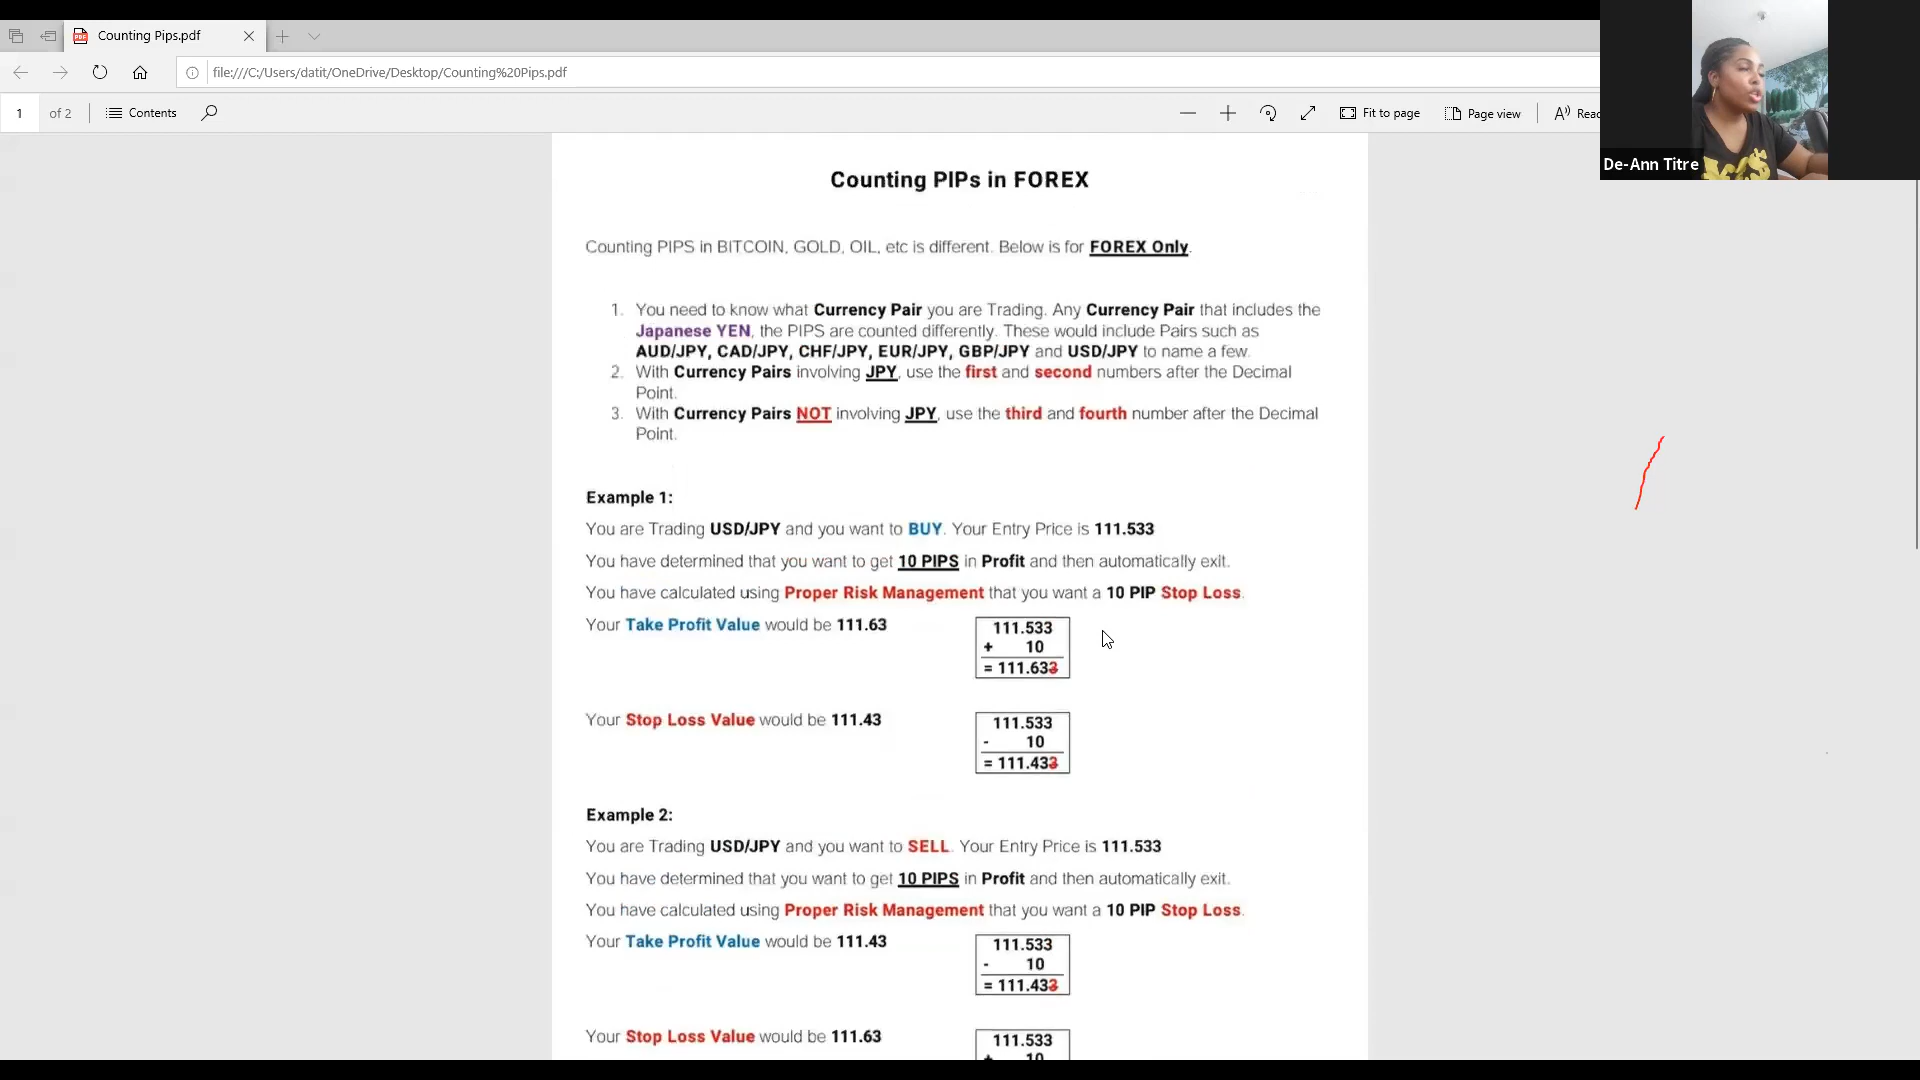 Counting Pips.pdf
file:///C:/Users/datit/OneDrive/Desktop/Counting%20Pips.pdf
1 of 2 Contents Fit to page Page view
De-Ann Titre
Counting PIPs in FOREX
Counting PIPS in BITCOIN, GOLD, OIL, etc is different. Below is for FOREX Only.
1. You need to know what Currency Pair you are Trading. Any Currency Pair that includes the
Japanese YEN, the PIPS are counted differently. These would include Pairs such as
AUD/JPY, CAD/JPY, CHF/JPY, EUR/JPY, GBP/JPY and USD/JPY to name a few.
2. With Currency Pairs involving JPY, use the first and second numbers after the Decimal
Point.
3. With Currency Pairs NOT involving JPY, use the third and fourth number after the Decimal
Point.
Example 1:
You are Trading USD/JPY and you want to BUY. Your Entry Price is 111.533
You have determined that you want to get 10 PIPS in Profit and then automatically exit.
You have calculated using Proper Risk Management that you want a 10 PIP Stop Loss.
Your Take Profit Value would be 111.63
111.533
+ 10
= 111.633
Your Stop Loss Value would be 111.43
111.533
- 10
= 111.433
Example 2:
You are Trading USD/JPY and you want to SELL. Your Entry Price is 111.533
You have determined that you want to get 10 PIPS in Profit and then automatically exit.
You have calculated using Proper Risk Management that you want a 10 PIP Stop Loss.
Your Take Profit Value would be 111.43
111.533
- 10
= 111.433
Your Stop Loss Value would be 111.63
111.533
+ 10